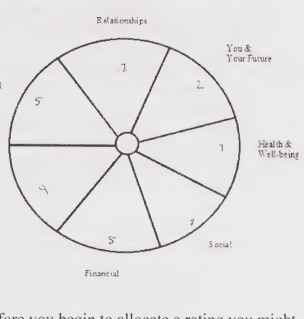 Relationships
You &
Your Future
7
2
5
Health &
Well-being
1
4
7
5
Social
Financial
fore you begin to allocate a rating you might